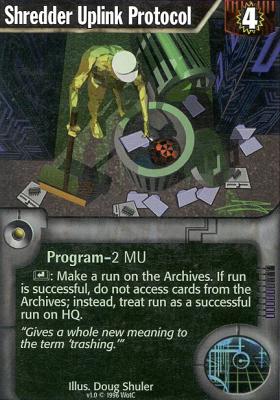 Shredder Uplink Protocol
4
Program-2 MU
: Make a run on the Archives. If run
is successful, do not access cards from the
Archives; instead, treat run as a successful
run on HQ.
"Gives a whole new meaning to
the term 'trashing.'"
Illus. Doug Shuler
v1.0 © 1996 WotC